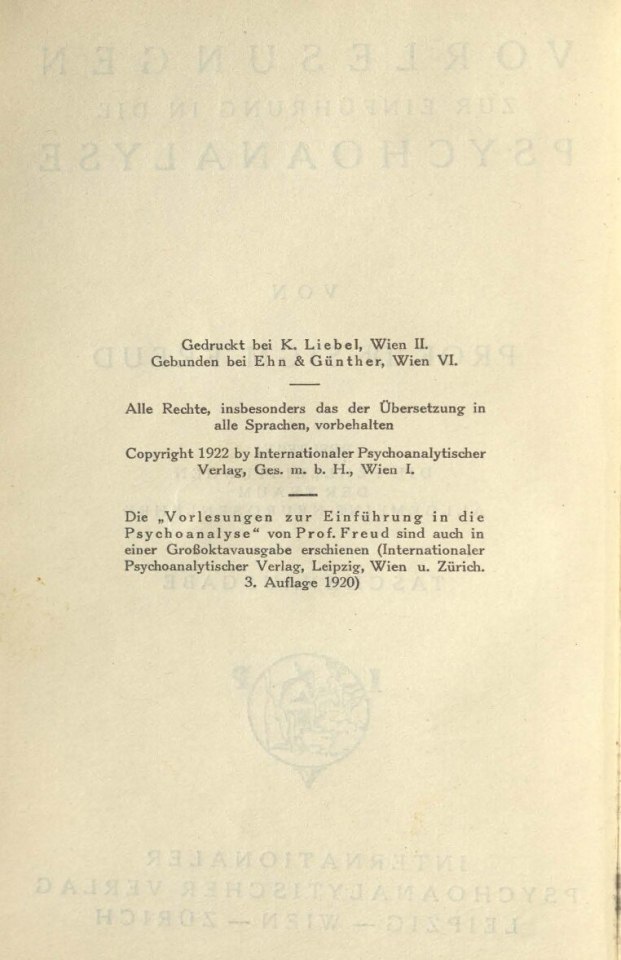 Gedruckt bei K. Liebel, Wien II.
Gebunden bei Ehn & Günther, Wien VI.
Alle Rechte, insbesonders das der Übersetzung in
alle Sprachen, vorbehalten
Copyright 1922 by Internationaler Psychoanalytischer
Verlag, Ges. m. b. H., Wien I.
Die „Vorlesungen zur Einführung in die
Psychoanalyse“ von Prof. Freud sind auch in
einer Großoktavausgabe erschienen (Internationaler
Psychoanalytischer Verlag, Leipzig, Wien u. Zürich.
3. Auflage 1920)